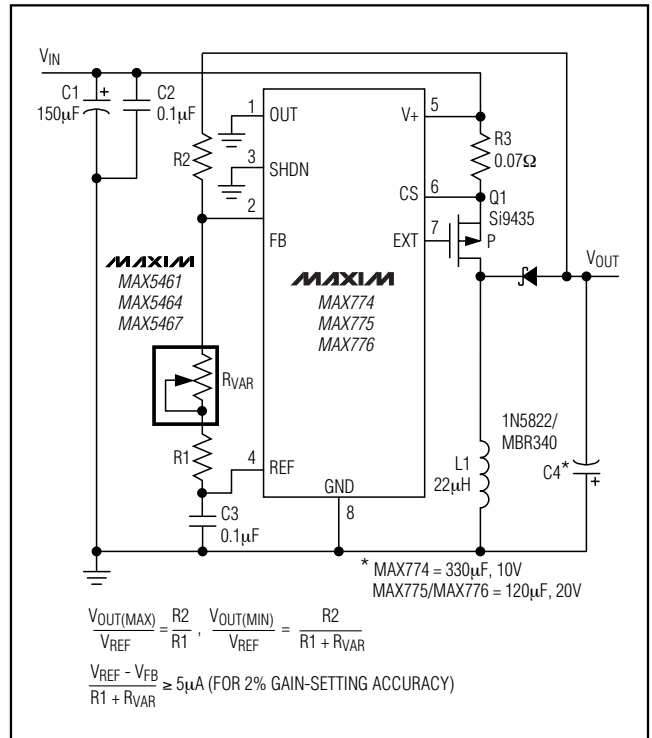 VIN
C1
150µF
+
C2
0.1µF
R2
1
OUT
3
SHDN
2
FB
V+
5
CS
6
EXT
7
R3
0.07Ω
Q1
Si9435
P
VOUT
MAXIM
MAX5461
MAX5464
MAX5467
MAXIM
MAX774
MAX775
MAX776
RVAR
R1
4
REF
C3
0.1µF
GND
8
L1
22µH
1N5822/
MBR340
C4*
+
* MAX774 = 330µF, 10V
MAX775/MAX776 = 120µF, 20V
VOUT(MAX)/VREF = R2/R1 , VOUT(MIN)/VREF = R2/(R1 + RVAR)
(VREF - VFB)/(R1 + RVAR) ≥ 5µA (FOR 2% GAIN-SETTING ACCURACY)